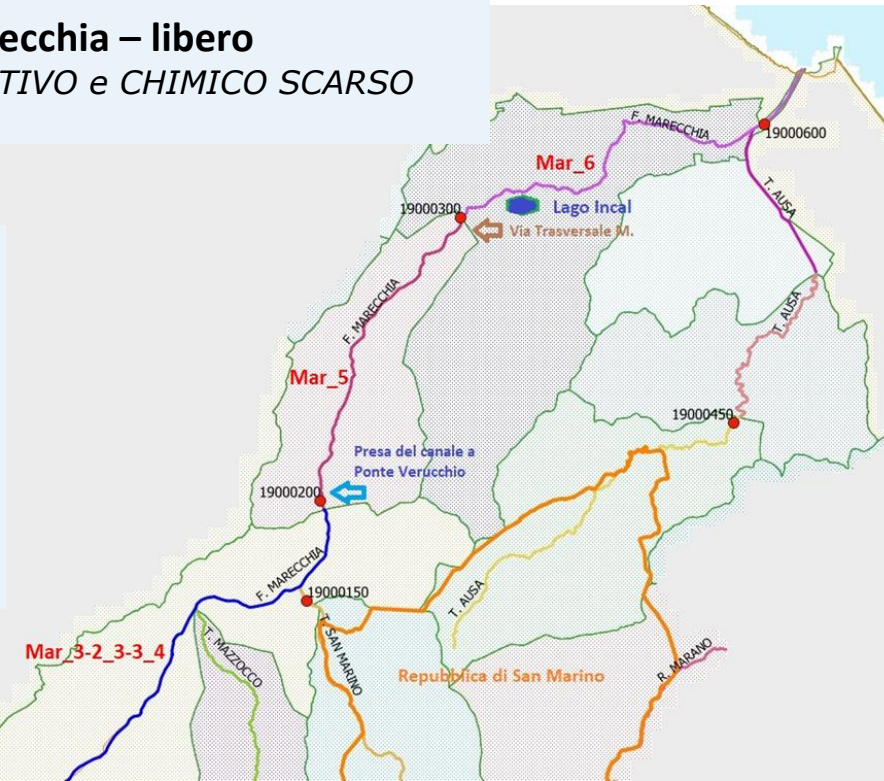 ecchia – libero
TIVO e CHIMICO SCARSO
F. MARECCHIA
19000600
Mar_6
T. AUSA
19000300
Lago Incal
Via Trasversale M.
F. MARECCHIA
T. AUSA
Mar_5
19000450
Presa del canale a
Ponte Verucchio
19000200
F. MARECCHIA
19000150
T. AUSA
T. SAN MARINO
T. MAZZOCCO
Mar_3-2_3-3_4
R. MARANO
Repubblica di San Marino